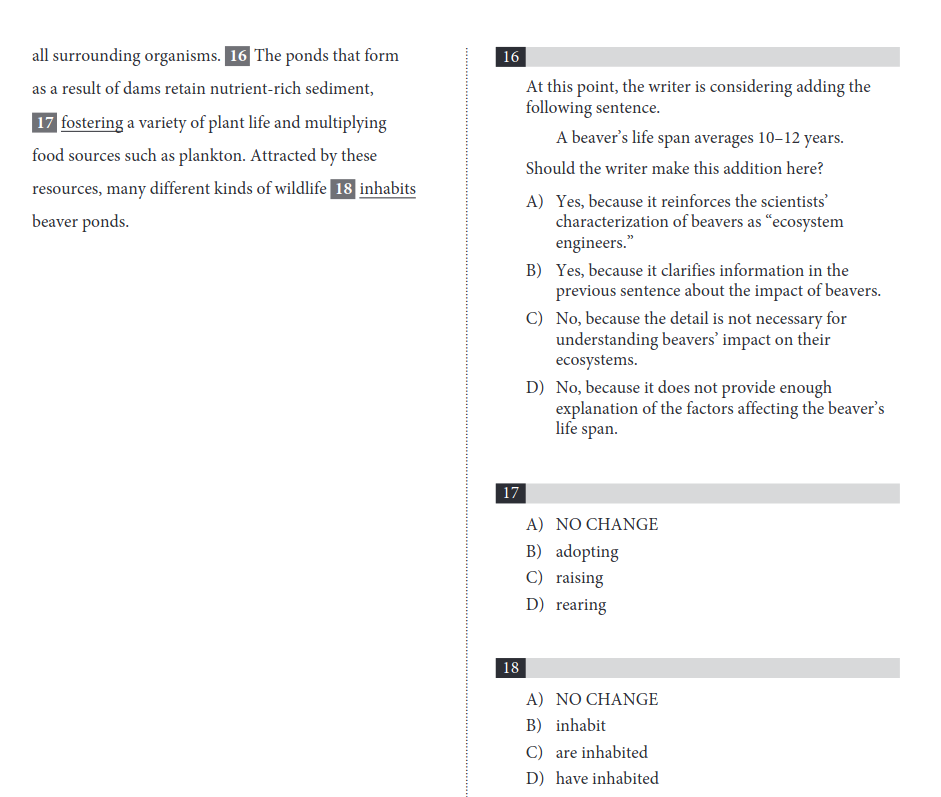 all surrounding organisms. 16 The ponds that form
as a result of dams retain nutrient-rich sediment,
17 fostering a variety of plant life and multiplying
food sources such as plankton. Attracted by these
resources, many different kinds of wildlife 18 inhabits
beaver ponds.
16
At this point, the writer is considering adding the
following sentence.
A beaver’s life span averages 10–12 years.
Should the writer make this addition here?
A) Yes, because it reinforces the scientists’
characterization of beavers as “ecosystem
engineers.”
B) Yes, because it clarifies information in the
previous sentence about the impact of beavers.
C) No, because the detail is not necessary for
understanding beavers’ impact on their
ecosystems.
D) No, because it does not provide enough
explanation of the factors affecting the beaver’s
life span.
17
A) NO CHANGE
B) adopting
C) raising
D) rearing
18
A) NO CHANGE
B) inhabit
C) are inhabited
D) have inhabited